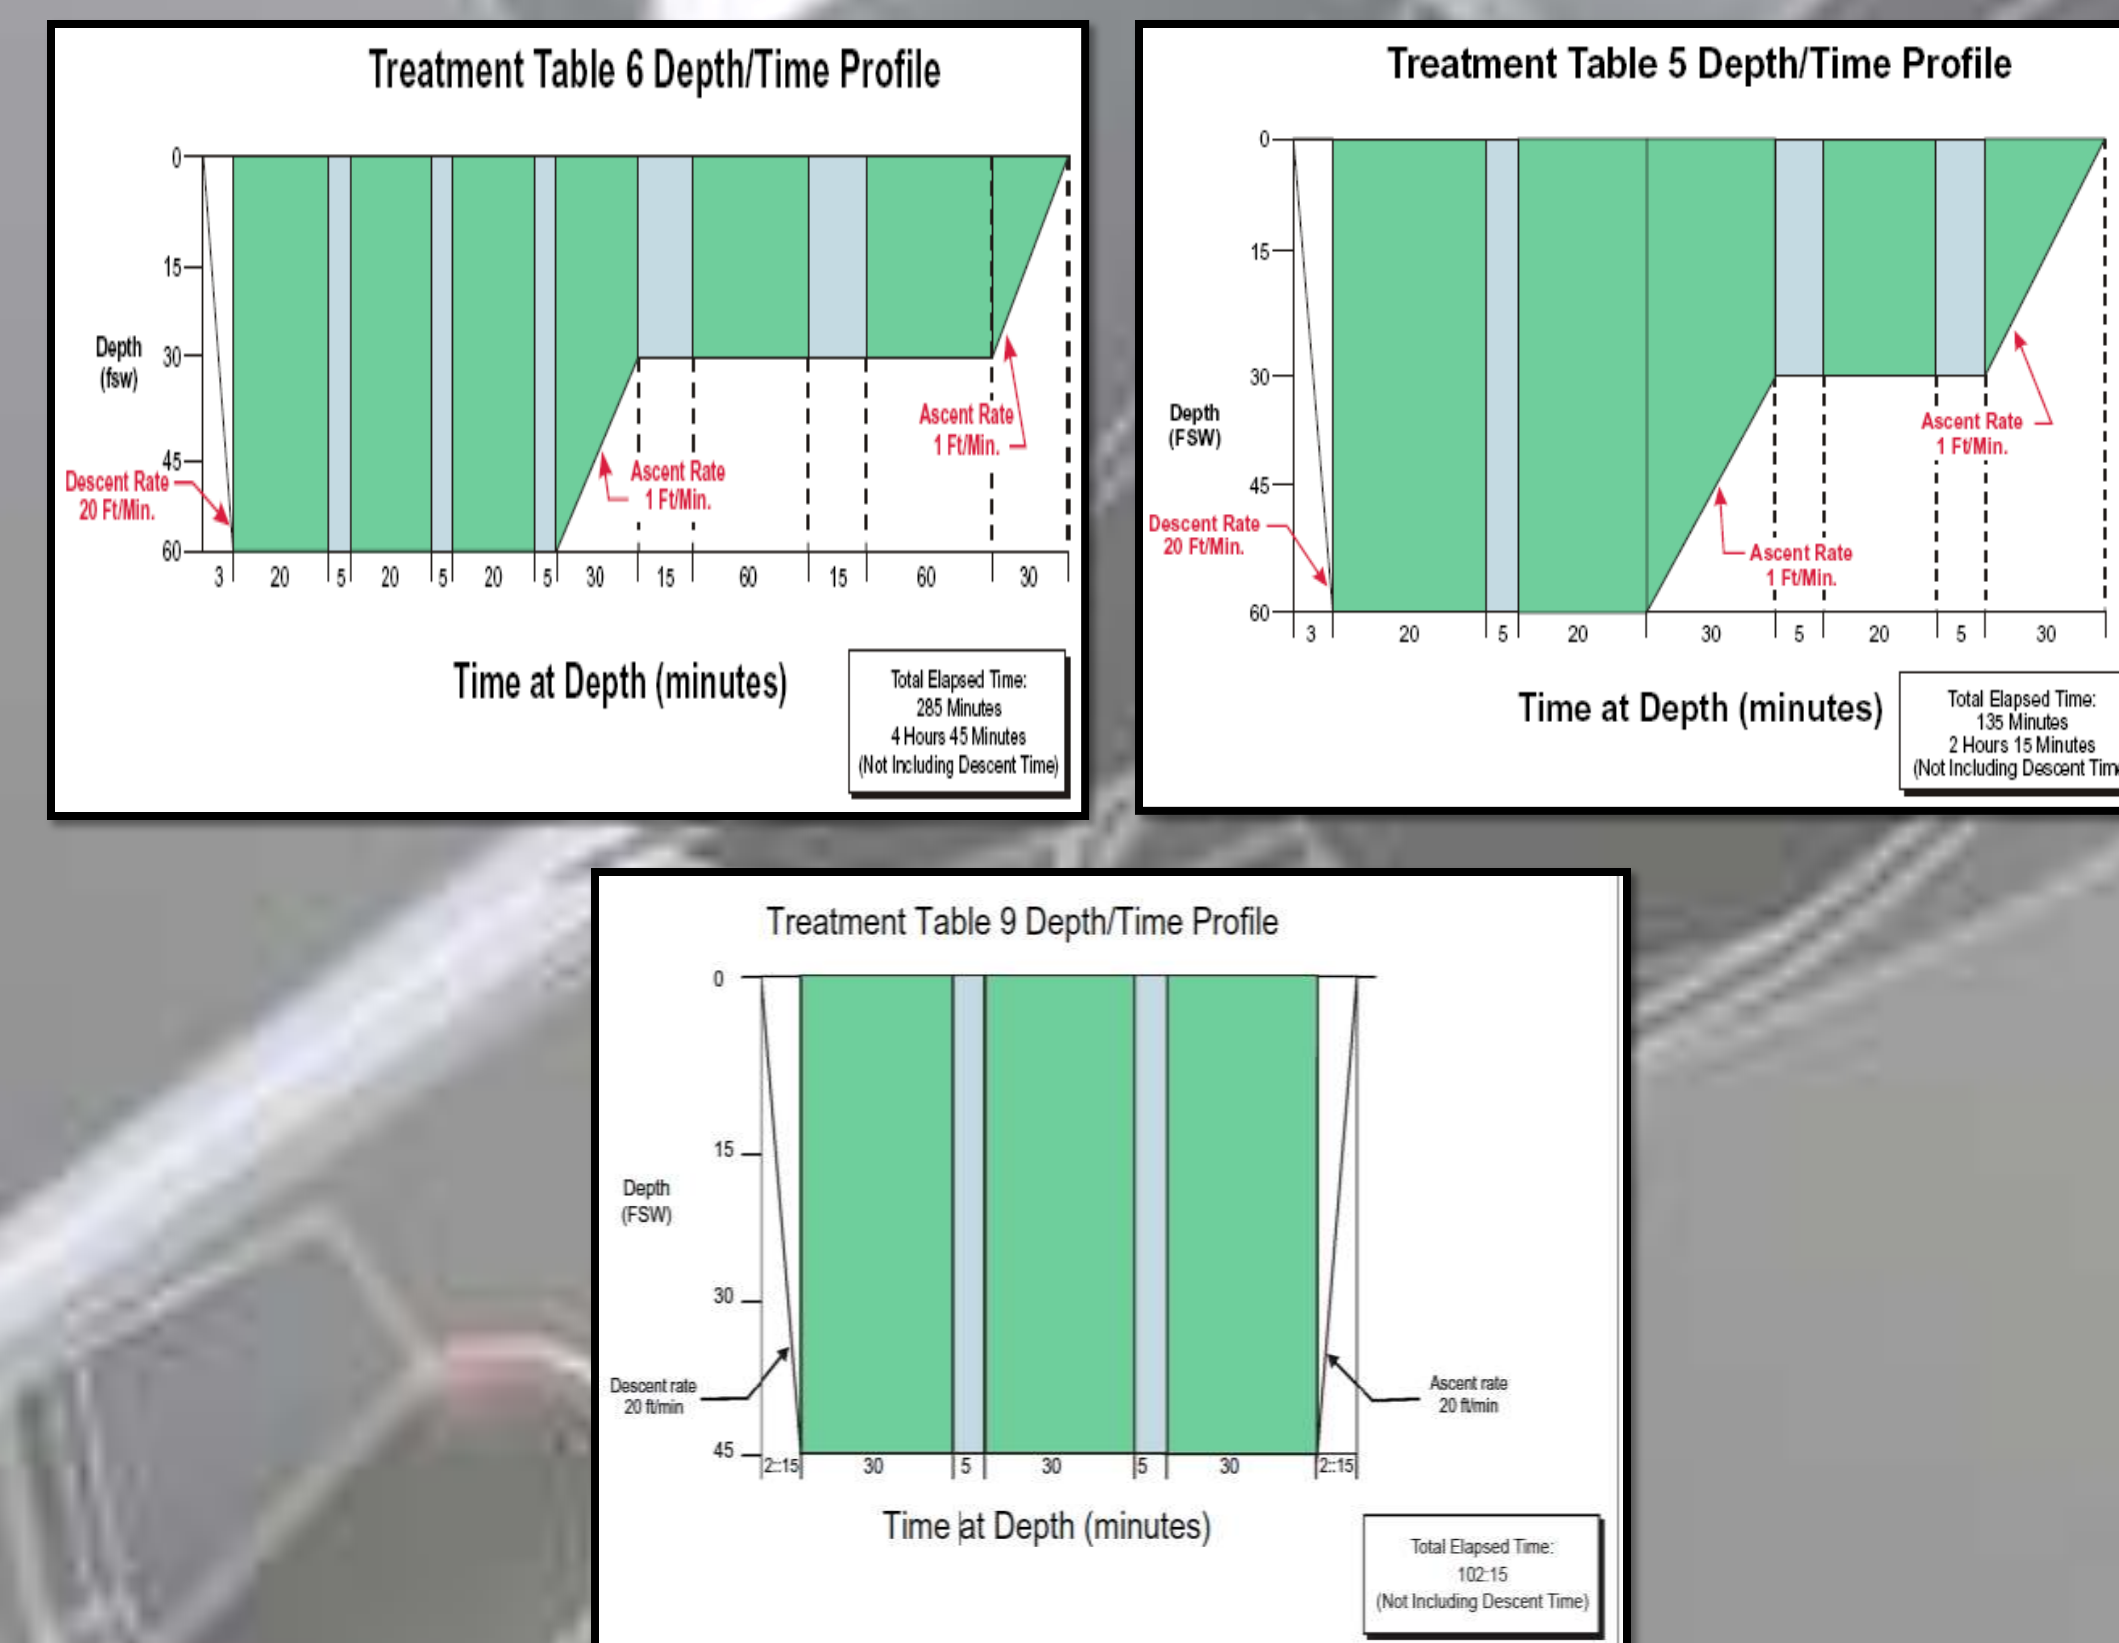 Treatment Table 6 Depth/Time Profile
0
15
Depth
(fsw)
30
45
60
Descent Rate
20 Ft/Min.
Ascent Rate
1 Ft/Min.
Ascent Rate
1 Ft/Min.
3 20 5 20 5 20 5 30 15 60 15 60 30
Time at Depth (minutes)
Total Elapsed Time:
285 Minutes
4 Hours 45 Minutes
(Not Including Descent Time)
Treatment Table 5 Depth/Time Profile
0
15
30
Depth
(FSW)
45
60
Descent Rate
20 Ft/Min.
Ascent Rate
1 Ft/Min.
Ascent Rate
1 Ft/Min.
3 20 5 20 30 5 20 5 30
Time at Depth (minutes)
Total Elapsed Time:
135 Minutes
2 Hours 15 Minutes
(Not Including Descent
Treatment Table 9 Depth/Time Profile
0
15
Depth
(FSW)
30
45
Descent rate
20 ft/min
Ascent rate
20 ft/min
2::15 30 5 30 5 30 2::15
Time at Depth (minutes)
Total Elapsed Time:
102:15
(Not Including Descent Time)